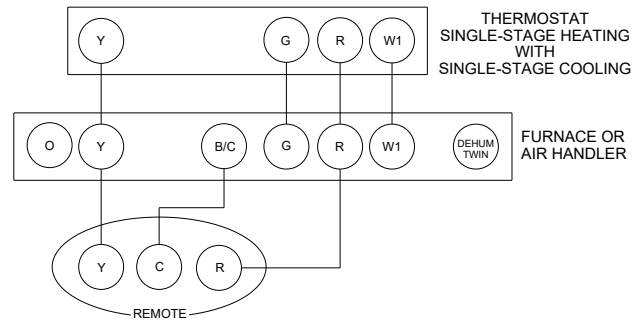 THERMOSTAT
SINGLE-STAGE HEATING
WITH
SINGLE-STAGE COOLING
Y G R W1
O Y B/C G R W1 DEHUM
TWIN
FURNACE OR
AIR HANDLER
Y C R
REMOTE